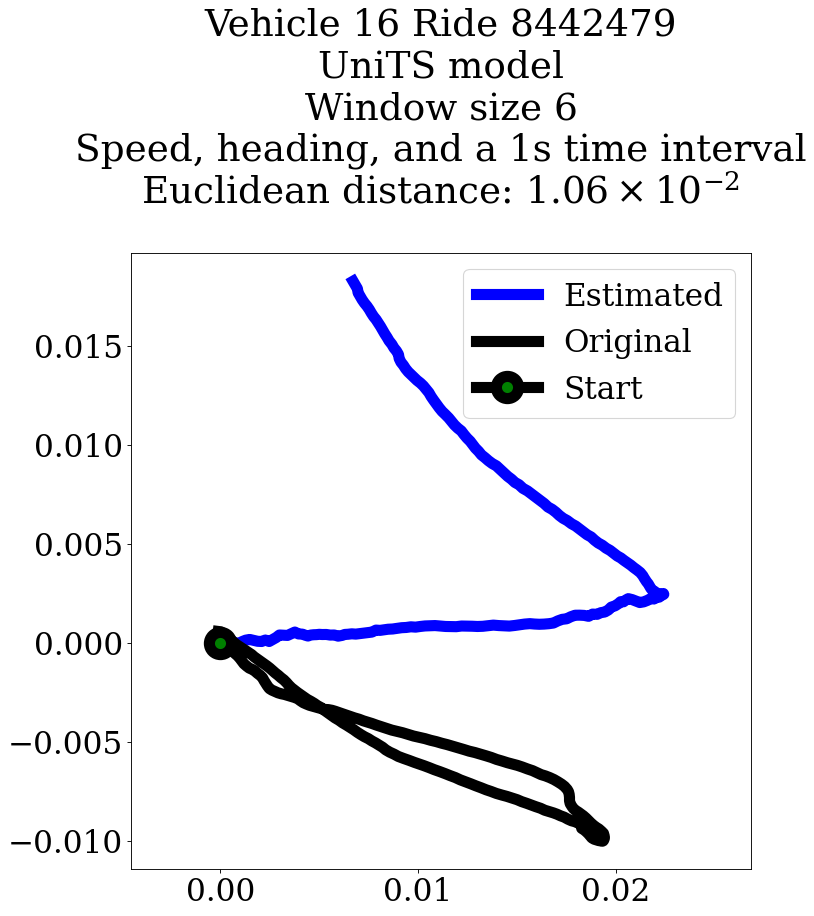 Vehicle 16 Ride 8442479
UniTS model
Window size 6
Speed, heading, and a 1s time interval
Euclidean distance: 1.06 × 10⁻²
Estimated
Original
Start
0.015
0.010
0.005
0.000
−0.005
−0.010
0.00 0.01 0.02